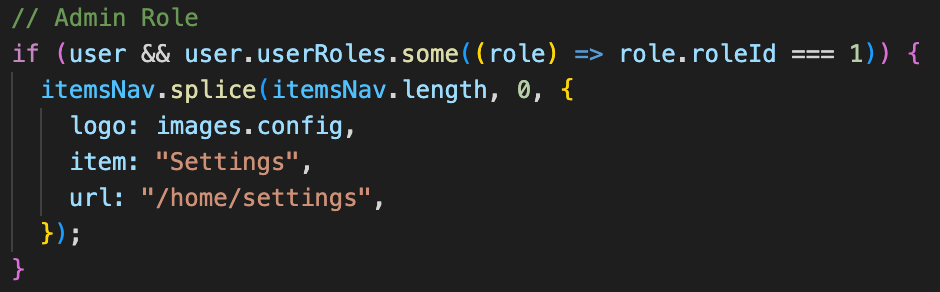 // Admin Role
if (user && user.userRoles.some((role) => role.roleId === 1)) {
  itemsNav.splice(itemsNav.length, 0, {
    logo: images.config,
    item: "Settings",
    url: "/home/settings",
  });
}